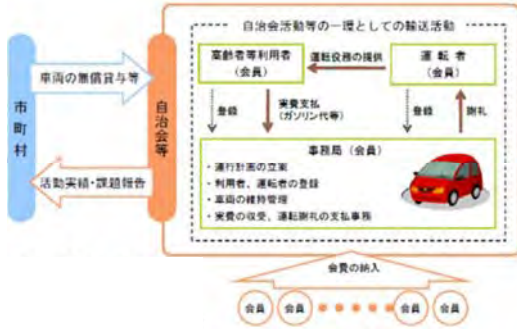 自治会活動等の一環としての輸送活動
高齢者等利用者
(会員)
運転役務の提供
運転者
(会員)
車両の無償貸与等
市町村
自治会等
登録
実費支払
(ガソリン代等)
登録
謝礼
事務局(会員)
・運行計画の立案
・利用者、運転者の登録
・車両の維持管理
・実費の収受、運転謝礼の支払事務
活動実績・課題報告
会費の納入
会員 会員 会員 会員